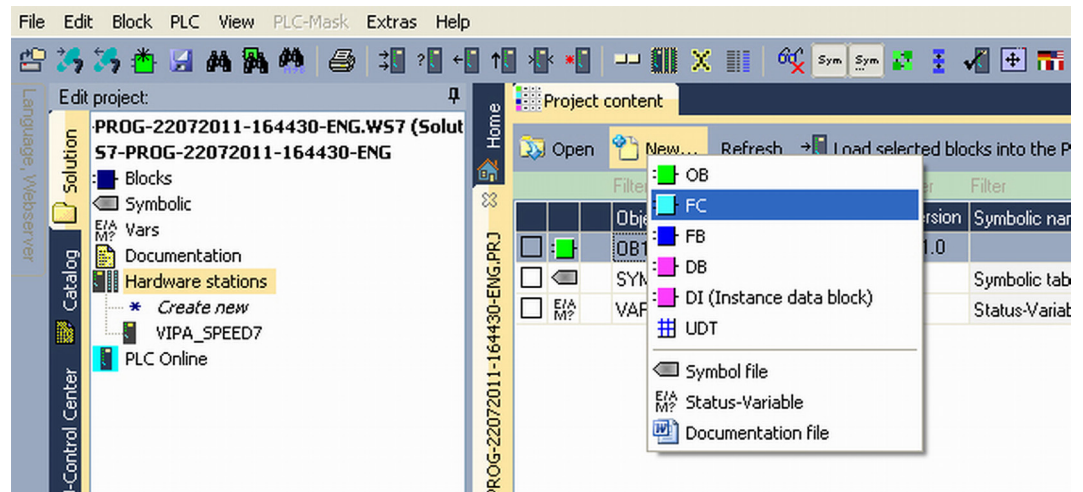 File Edit Block PLC View PLC-Mask Extras Help
Sym Sym
Language, Webserver
Edit project:
Solution
Catalog
-Control Center
PROG-22072011-164430-ENG.WS7 (Solut
S7-PROG-22072011-164430-ENG
Blocks
Symbolic
E/A M? Vars
Documentation
Hardware stations
* Create new
VIPA_SPEED7
PLC Online
Home
PROG-22072011-164430-ENG.PRJ
Project content
Open New... Refresh Load selected blocks into the P
Filter Filter
Obje rsion Symbolic nar
OB1 1.0
SYM Symbolic tab
E/A M? VAR Status-Variab
OB
FC
FB
DB
DI (Instance data block)
UDT
Symbol file
E/A M? Status-Variable
Documentation file